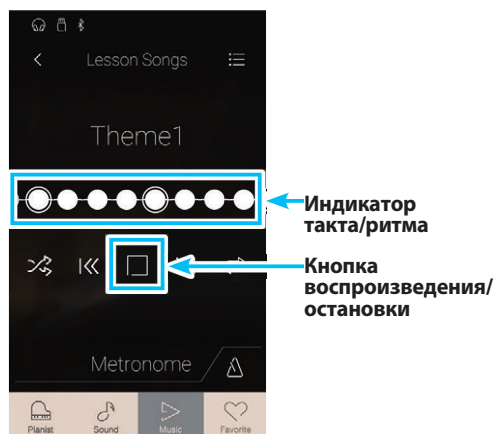 Lesson Songs
Theme1
Индикатор
такта/ритма
Кнопка
воспроизведения/
остановки
Metronome
Pianist
Sound
Music
Favorite